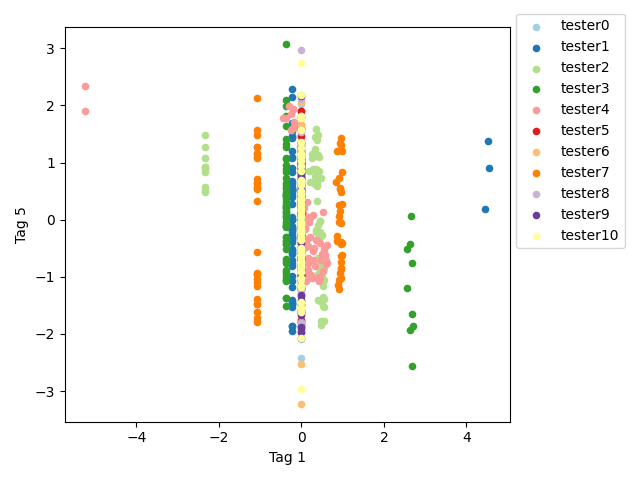 3
2
1
0
−1
−2
−3
Tag 5
−4
−2
0
2
4
Tag 1
tester0
tester1
tester2
tester3
tester4
tester5
tester6
tester7
tester8
tester9
tester10